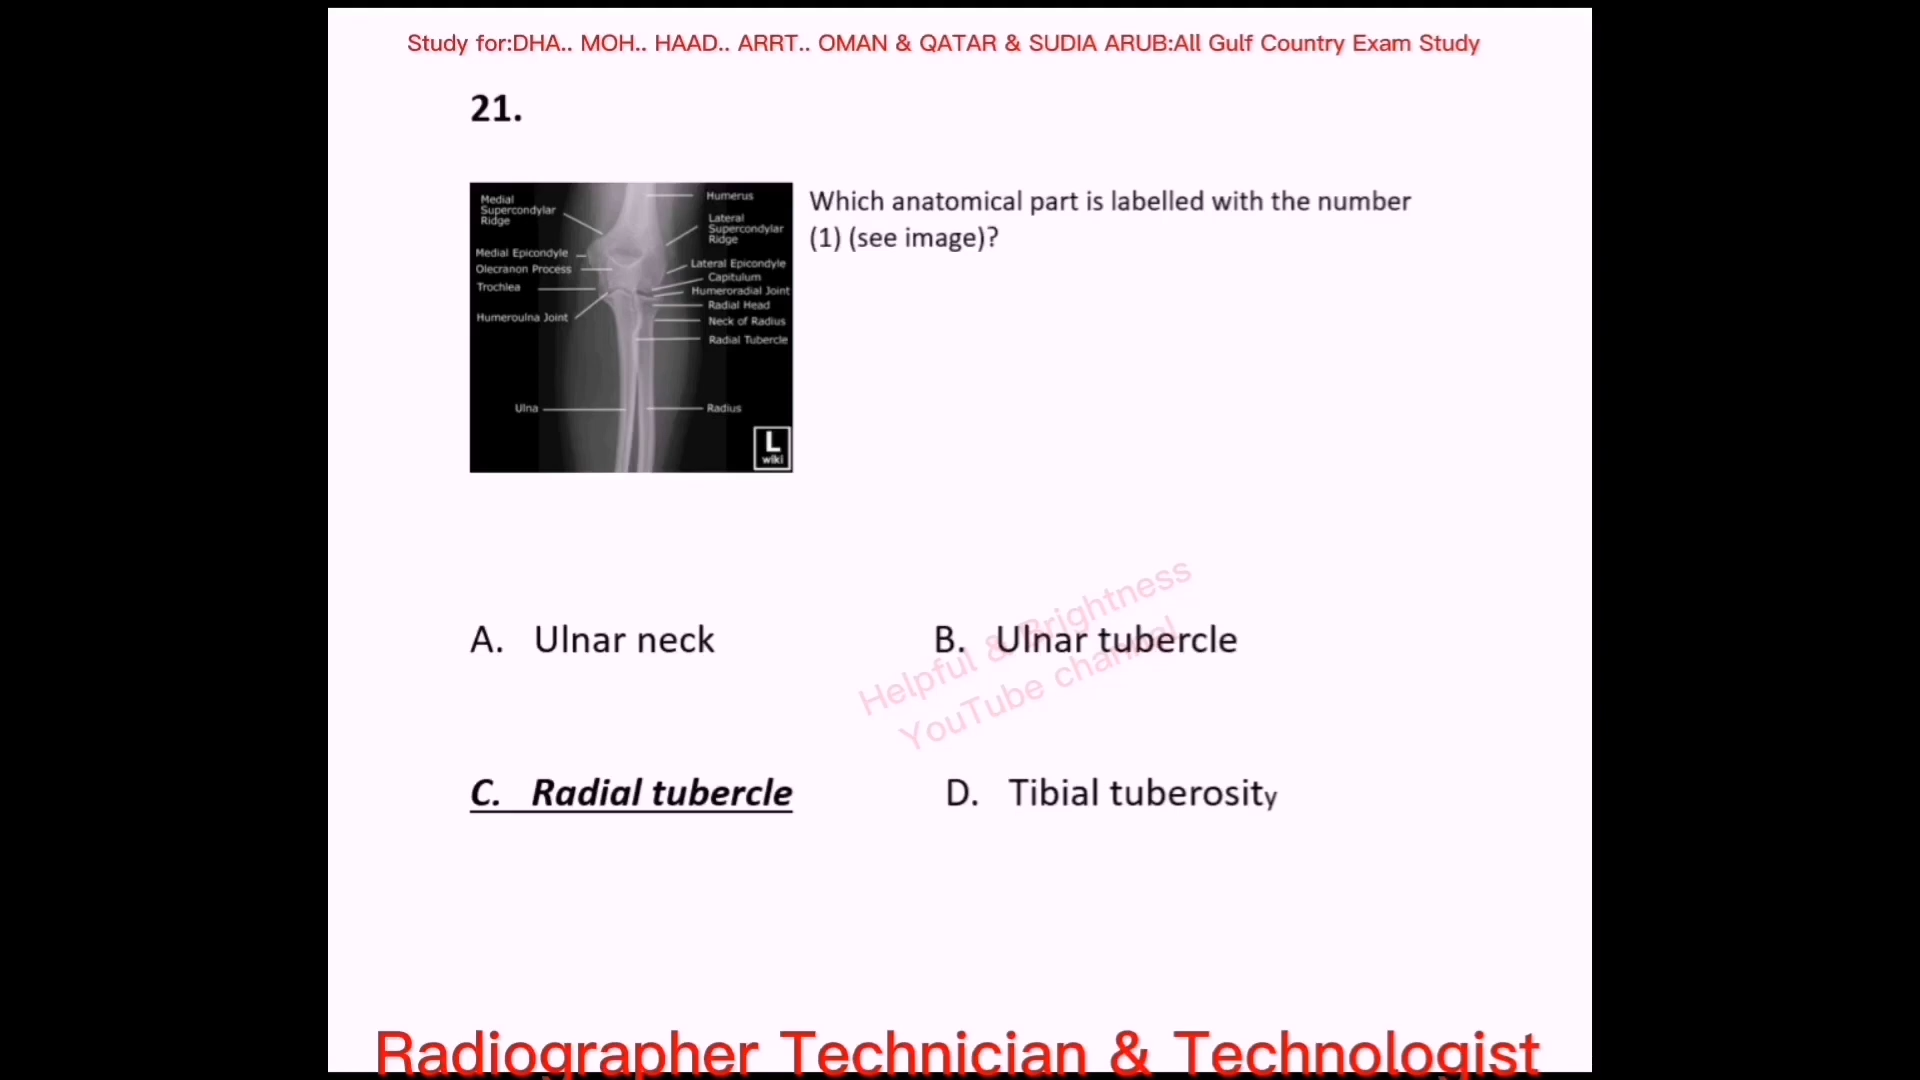 Study for:DHA.. MOH.. HAAD.. ARRT.. OMAN & QATAR & SUDIA ARUB:All Gulf Country Exam Study
21.
Medial
Supercondylar
Ridge
Medial Epicondyle
Olecranon Process
Trochlea
Humeroulna Joint
Ulna
Humerus
Lateral
Supercondylar
Ridge
Lateral Epicondyle
Capitulum
Humeroradial Joint
Radial Head
Neck of Radius
Radial Tubercle
Radius
L
wiki
Which anatomical part is labelled with the number
(1) (see image)?
A. Ulnar neck
B. Ulnar tubercle
Helpful & Brightness
YouTube channel
C. Radial tubercle
D. Tibial tuberosity
Radiographer Technician & Technologist